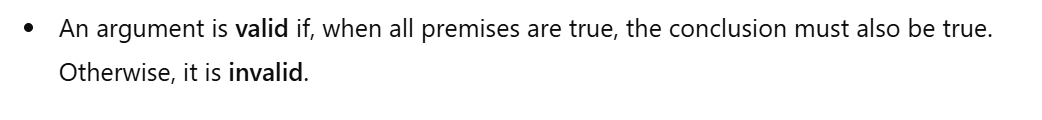 • An argument is valid if, when all premises are true, the conclusion must also be true.
Otherwise, it is invalid.